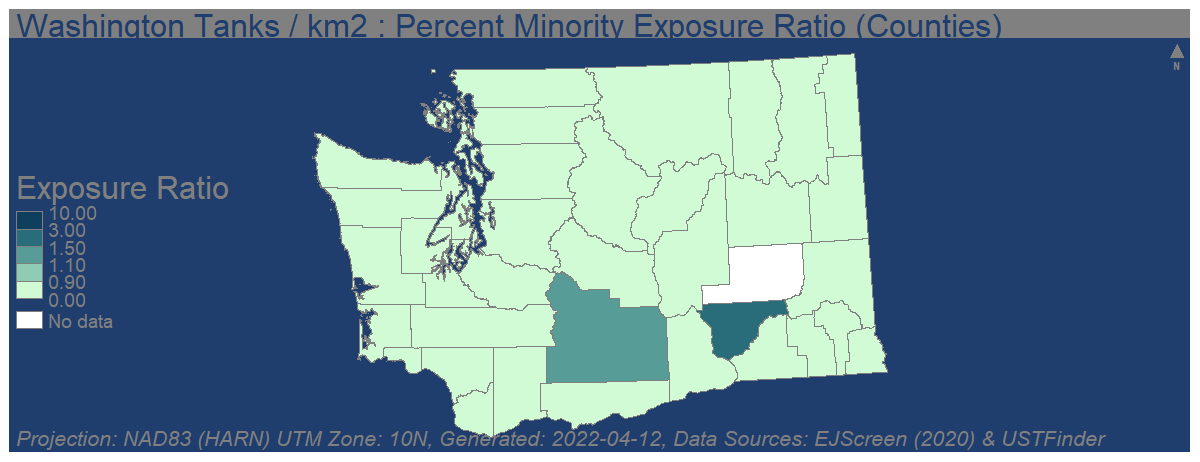 Washington Tanks / km2 : Percent Minority Exposure Ratio (Counties)
N
Exposure Ratio
10.00
3.00
1.50
1.10
0.90
0.00
No data
Projection: NAD83 (HARN) UTM Zone: 10N, Generated: 2022-04-12, Data Sources: EJScreen (2020) & USTFinder